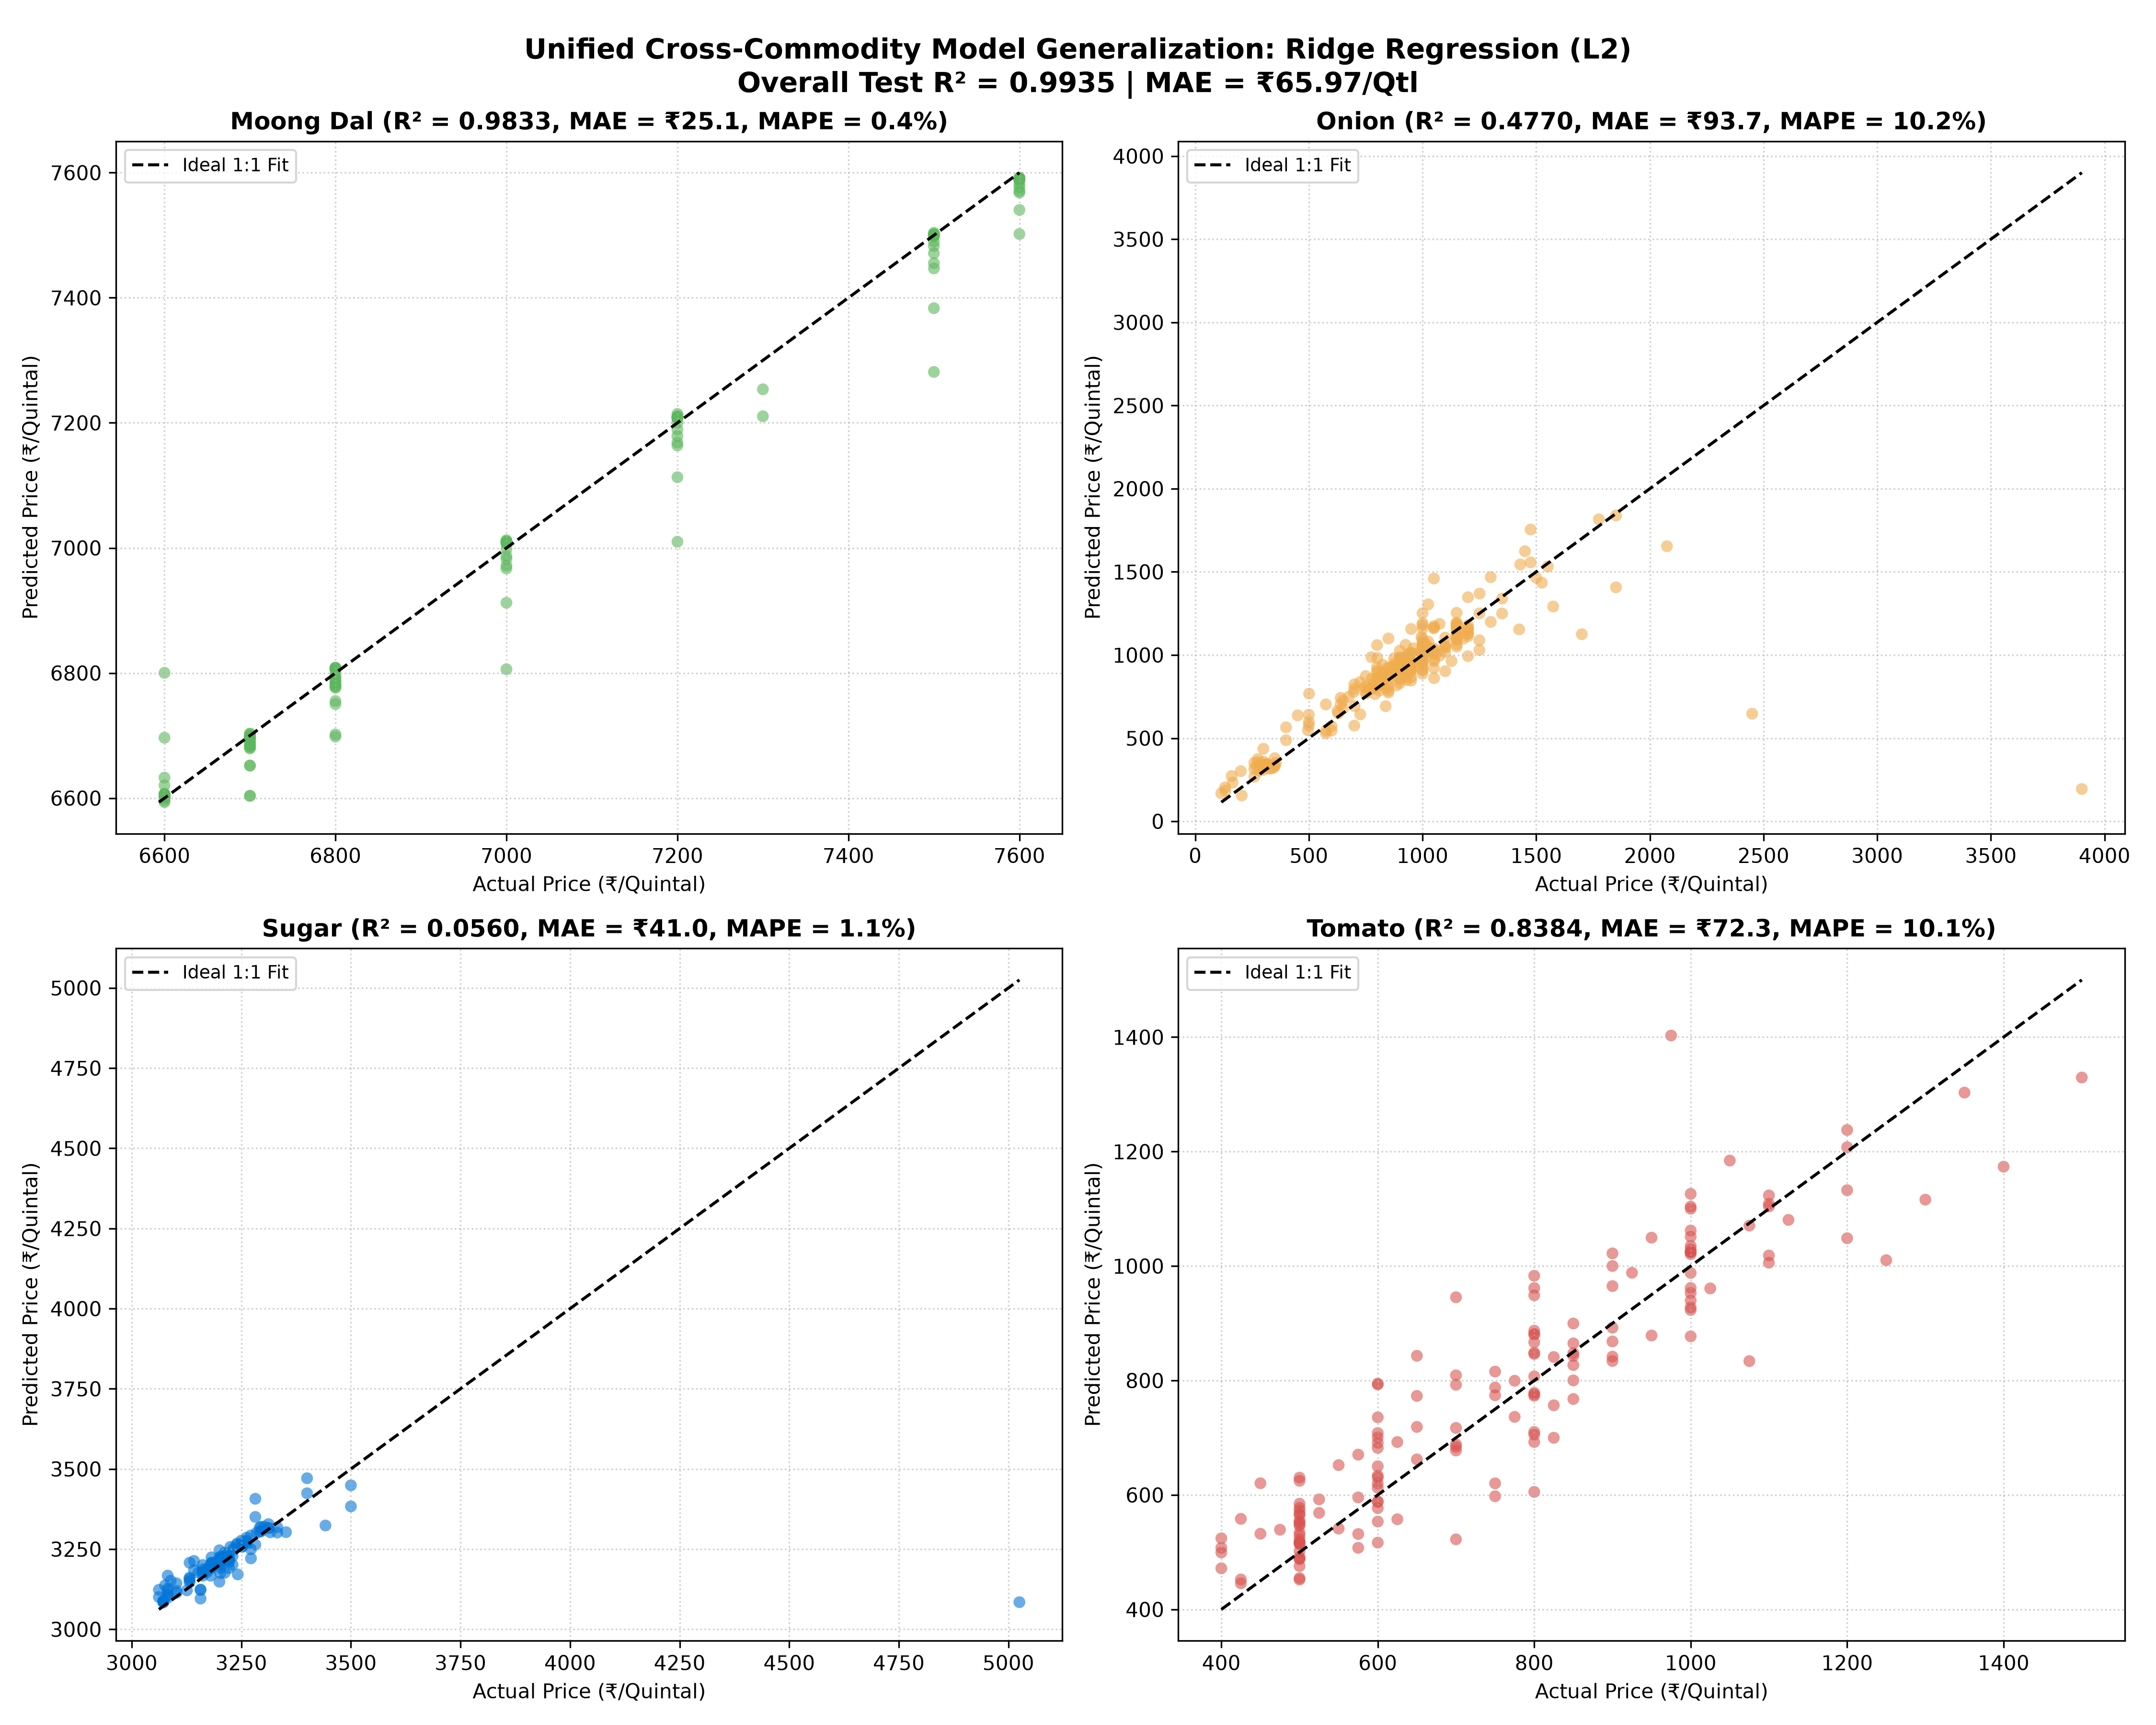 Unified Cross-Commodity Model Generalization: Ridge Regression (L2)
Overall Test R² = 0.9935 | MAE = ₹65.97/Qtl
Moong Dal (R² = 0.9833, MAE = ₹25.1, MAPE = 0.4%)
Ideal 1:1 Fit
Predicted Price (₹/Quintal)
7600
7400
7200
7000
6800
6600
6600 6800 7000 7200 7400 7600
Actual Price (₹/Quintal)
Onion (R² = 0.4770, MAE = ₹93.7, MAPE = 10.2%)
Ideal 1:1 Fit
Predicted Price (₹/Quintal)
4000
3500
3000
2500
2000
1500
1000
500
0
0 500 1000 1500 2000 2500 3000 3500 4000
Actual Price (₹/Quintal)
Sugar (R² = 0.0560, MAE = ₹41.0, MAPE = 1.1%)
Ideal 1:1 Fit
Predicted Price (₹/Quintal)
5000
4750
4500
4250
4000
3750
3500
3250
3000
3000 3250 3500 3750 4000 4250 4500 4750 5000
Actual Price (₹/Quintal)
Tomato (R² = 0.8384, MAE = ₹72.3, MAPE = 10.1%)
Ideal 1:1 Fit
Predicted Price (₹/Quintal)
1400
1200
1000
800
600
400
400 600 800 1000 1200 1400
Actual Price (₹/Quintal)